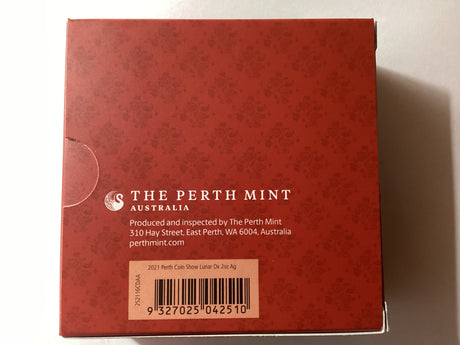 THE PERTH MINT
AUSTRALIA
Produced and inspected by The Perth Mint
310 Hay Street, East Perth, WA 6004, Australia
perthmint.com
2021 Perth Coin Show Lunar Ox 2oz Ag
2S2116CDAA
9 327025 042510